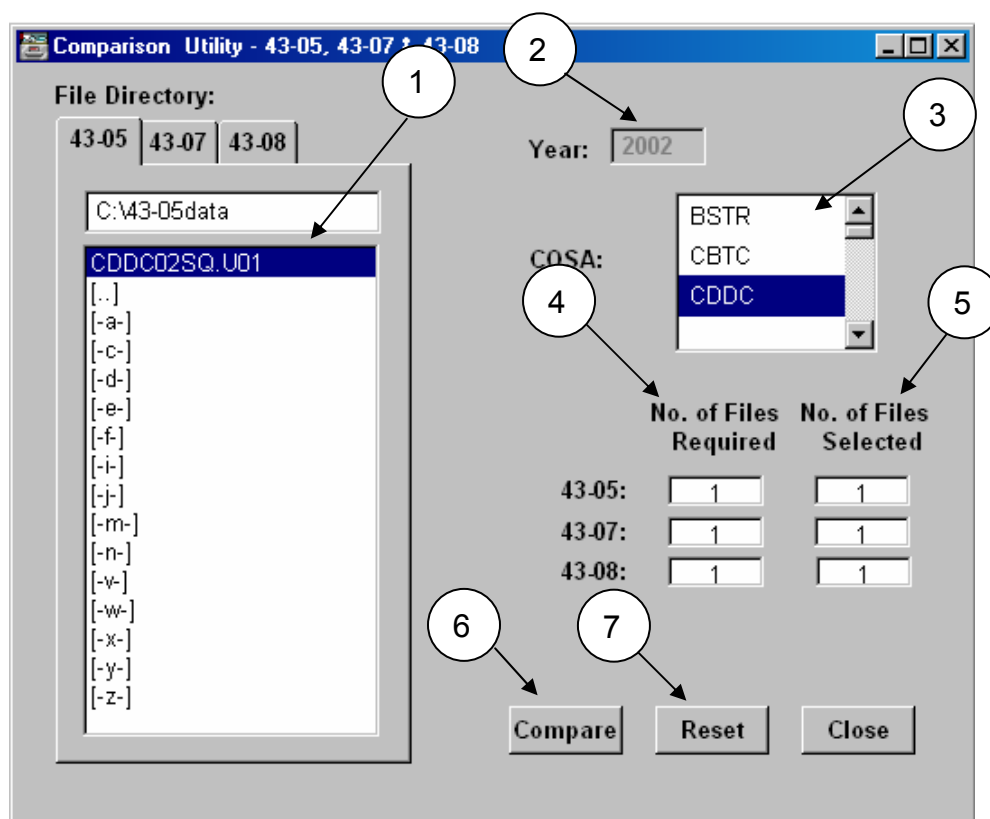 Comparison Utility - 43-05, 43-07 & 43-08
1
2
File Directory:
43-05 43-07 43-08
Year: 2002
3
C:\43-05data
CDDC02SQ.U01
[..]
[-a-]
[-c-]
[-d-]
[-e-]
[-f-]
[-i-]
[-j-]
[-m-]
[-n-]
[-v-]
[-w-]
[-x-]
[-y-]
[-z-]
COSA:
BSTR
CBTC
CDDC
4
5
No. of Files Required
No. of Files Selected
43-05: 1 1
43-07: 1 1
43-08: 1 1
6
7
Compare Reset Close